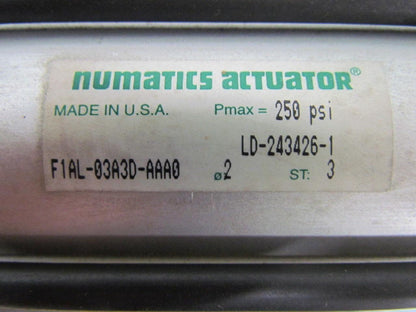 numatics actuator®
MADE IN U.S.A. Pmax = 250 psi
LD-243426-1
F1AL-03A3D-AAA0 ø2 ST: 3